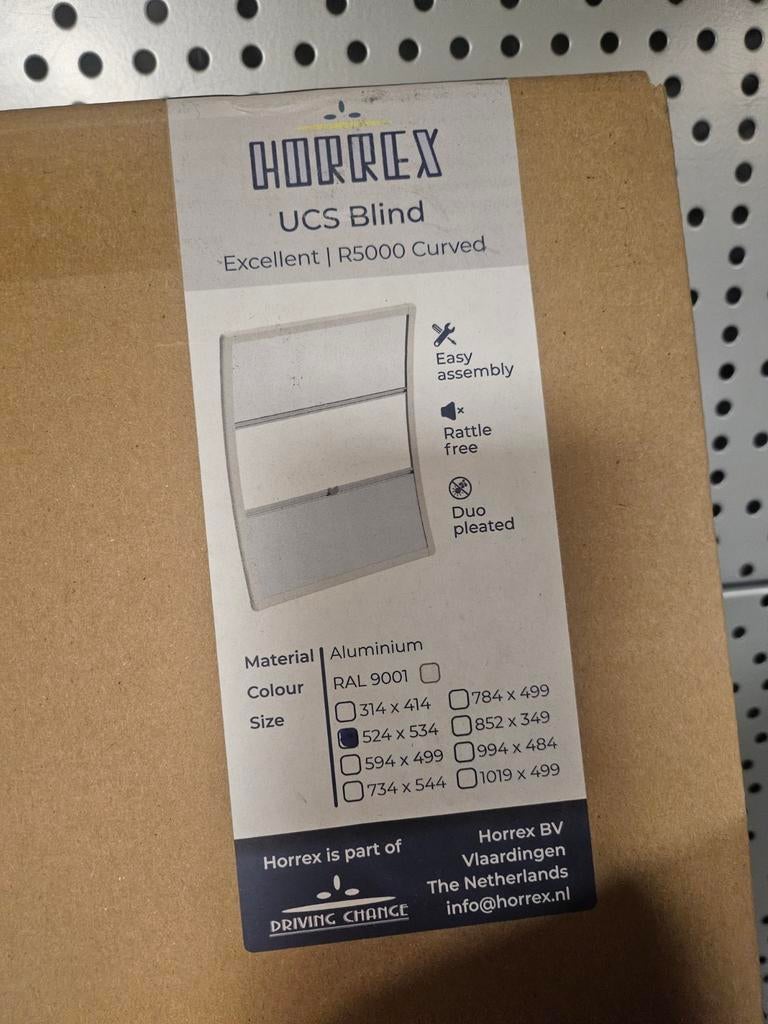 HORREX
UCS Blind
Excellent | R5000 Curved
Easy
assembly
Rattle
free
Duo
pleated
Material
Aluminium
Colour
RAL 9001
Size
314 x 414
784 x 499
524 x 534
852 x 349
594 x 499
994 x 484
734 x 544
1019 x 499
Horrex is part of
DRIVING CHANGE
Horrex BV
Vlaardingen
The Netherlands
info@horrex.nl